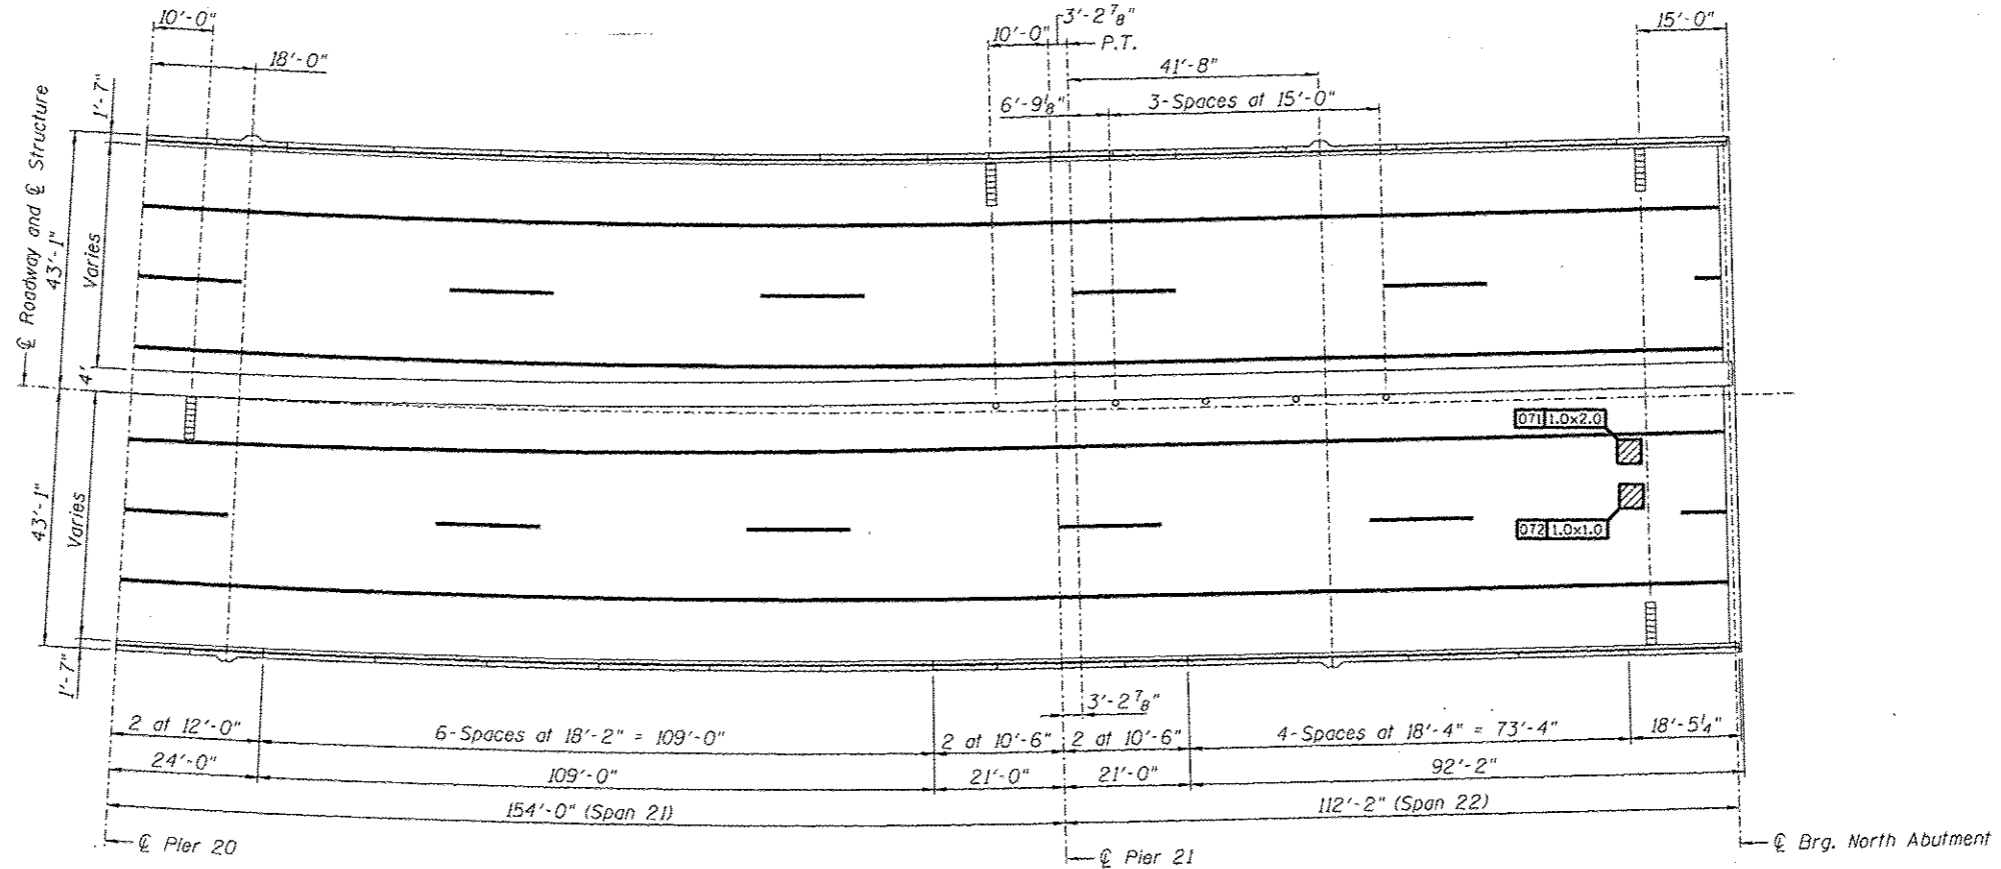 10'-0"
3'-2 7/8"
15'-0"
10'-0"
P.T.
18'-0"
41'-8"
6'-9 1/8"
3-Spaces at 15'-0"
1'-7"
℄ Roadway and ℄ Structure
43'-1"
Varies
4'
071 1.0x2.0
43'-1"
Varies
072 1.0x1.0
1'-7"
3'-2 7/8"
2 at 12'-0"
6-Spaces at 18'-2" = 109'-0"
2 at 10'-6"
2 at 10'-6"
4-Spaces at 18'-4" = 73'-4"
18'-5 1/4"
24'-0"
109'-0"
21'-0"
21'-0"
92'-2"
154'-0" (Span 21)
112'-2" (Span 22)
℄ Pier 20
℄ Pier 21
℄ Brg. North Abutment